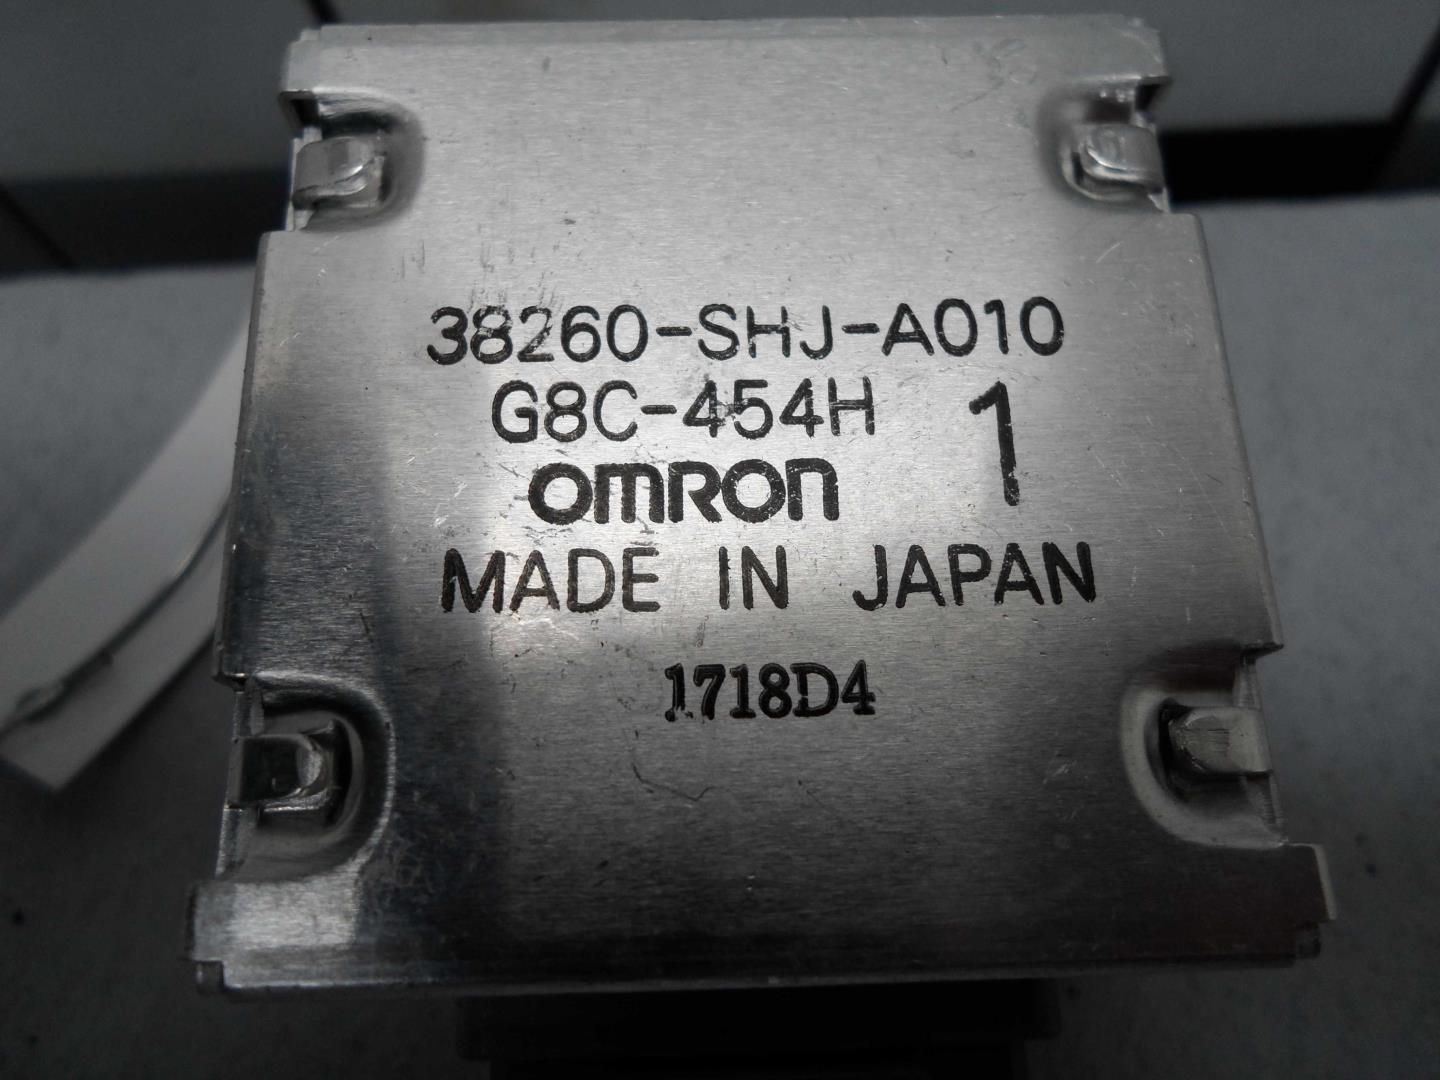 38260-SHJ-A010
G8C-454H 1
omron
MADE IN JAPAN
1718D4